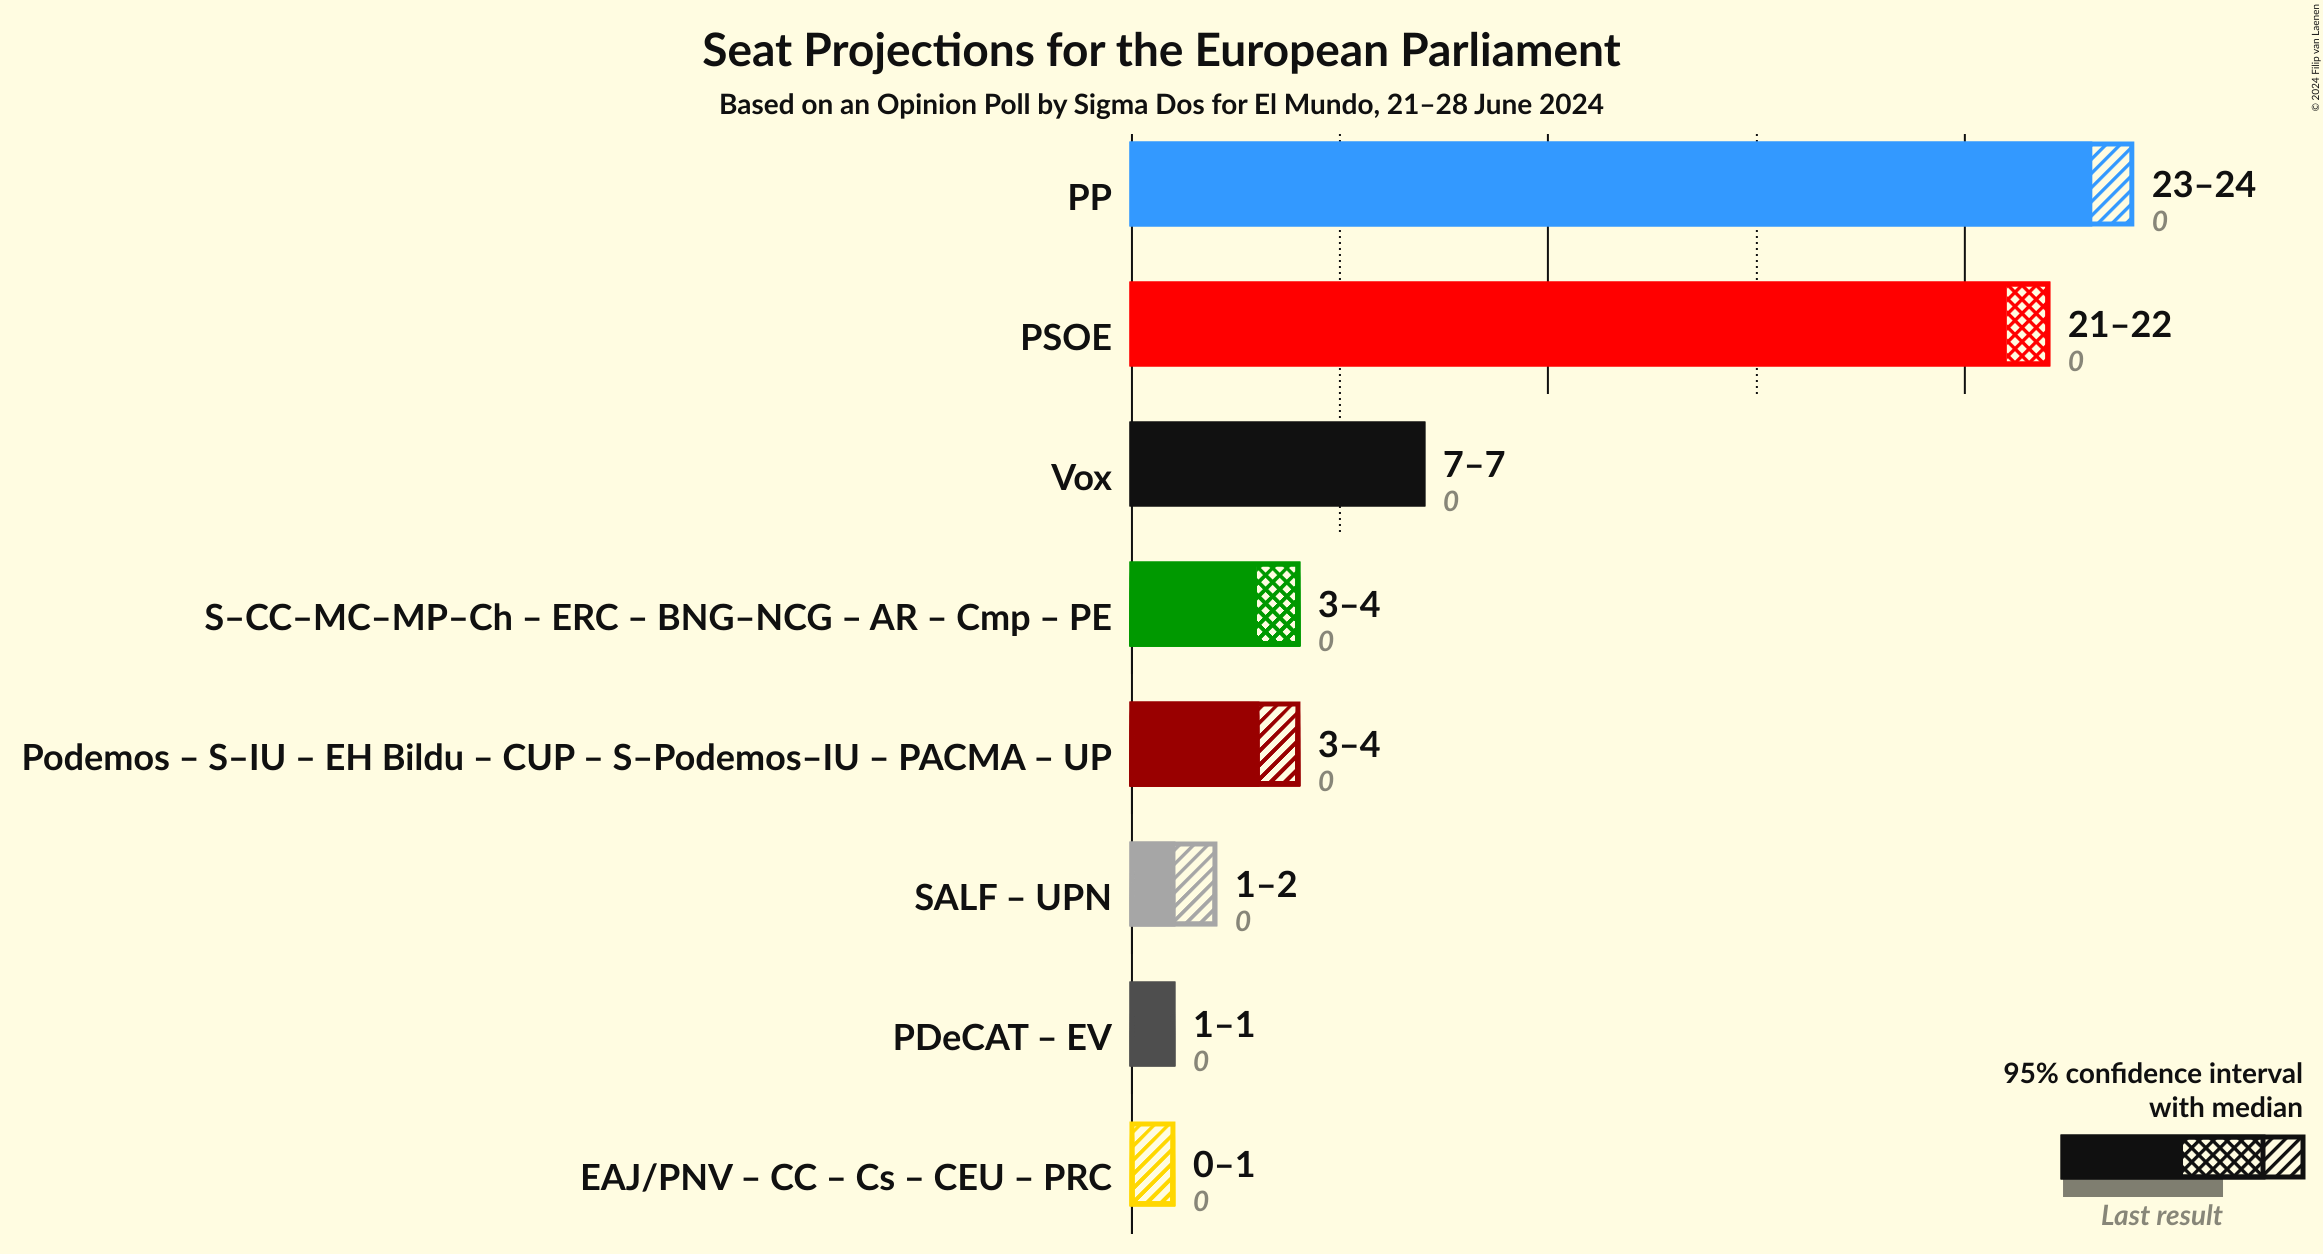 Seat Projections for the European Parliament
Based on an Opinion Poll by Sigma Dos for El Mundo, 21–28 June 2024
© 2024 Filip van Laenen
PP
23–24
0
PSOE
21–22
0
Vox
7–7
0
S–CC–MC–MP–Ch – ERC – BNG–NCG – AR – Cmp – PE
3–4
0
Podemos – S–IU – EH Bildu – CUP – S–Podemos–IU – PACMA – UP
3–4
0
SALF – UPN
1–2
0
PDeCAT – EV
1–1
0
EAJ/PNV – CC – Cs – CEU – PRC
0–1
0
95% confidence interval
with median
Last result